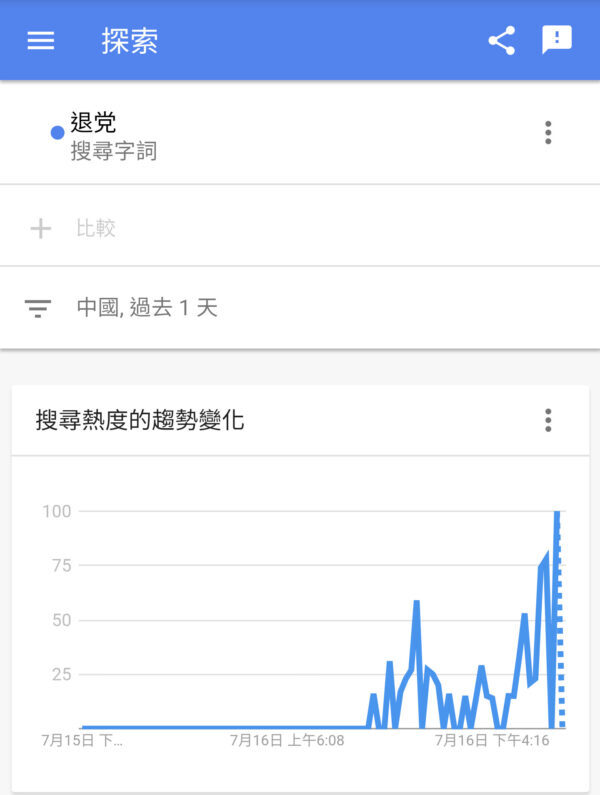 探索
退党
搜尋字詞
比較
中國, 過去 1 天
搜尋熱度的趨勢變化
100
75
50
25
7月15日 下…
7月16日 上午6:08
7月16日 下午4:16